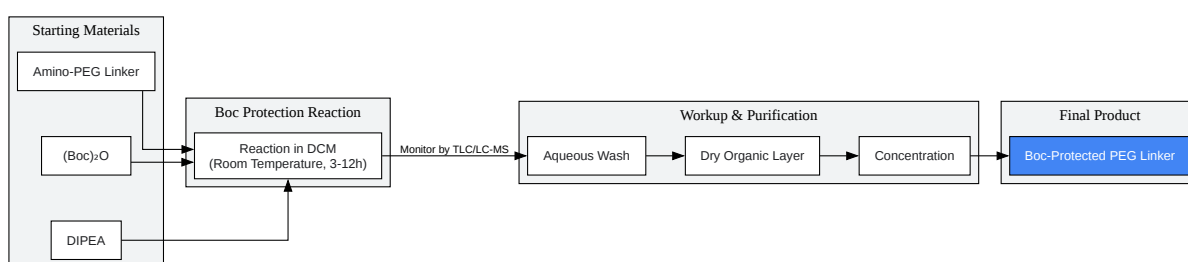 Starting Materials
Amino-PEG Linker
(Boc)₂O
DIPEA
Boc Protection Reaction
Reaction in DCM
(Room Temperature, 3-12h)
Monitor by TLC/LC-MS
Workup & Purification
Aqueous Wash
Dry Organic Layer
Concentration
Final Product
Boc-Protected PEG Linker